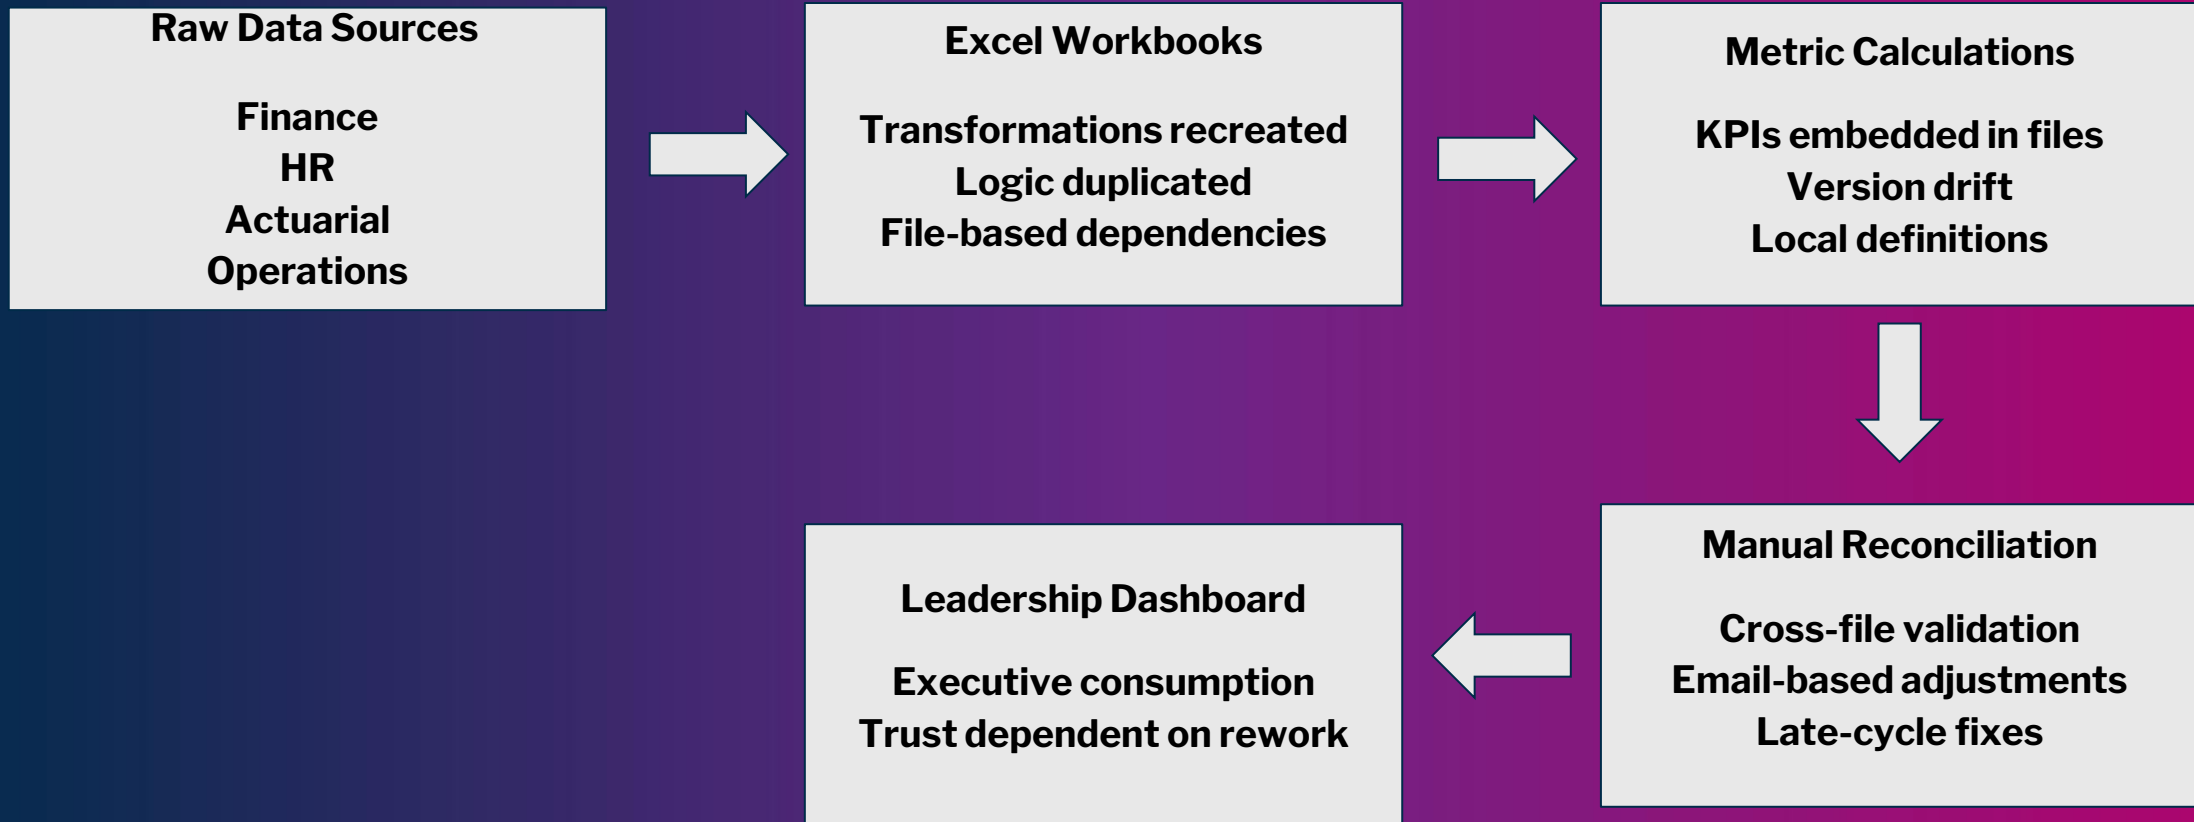 Raw Data Sources
Finance
HR
Actuarial
Operations
Excel Workbooks
Transformations recreated
Logic duplicated
File-based dependencies
Metric Calculations
KPIs embedded in files
Version drift
Local definitions
Manual Reconciliation
Cross-file validation
Email-based adjustments
Late-cycle fixes
Leadership Dashboard
Executive consumption
Trust dependent on rework